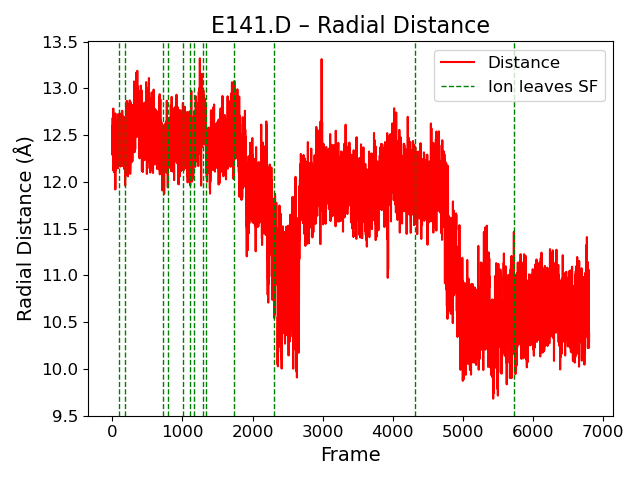 E141.D – Radial Distance
13.5
13.0
12.5
12.0
11.5
11.0
10.5
10.0
9.5
Radial Distance (Å)
Distance
Ion leaves SF
0 1000 2000 3000 4000 5000 6000 7000
Frame